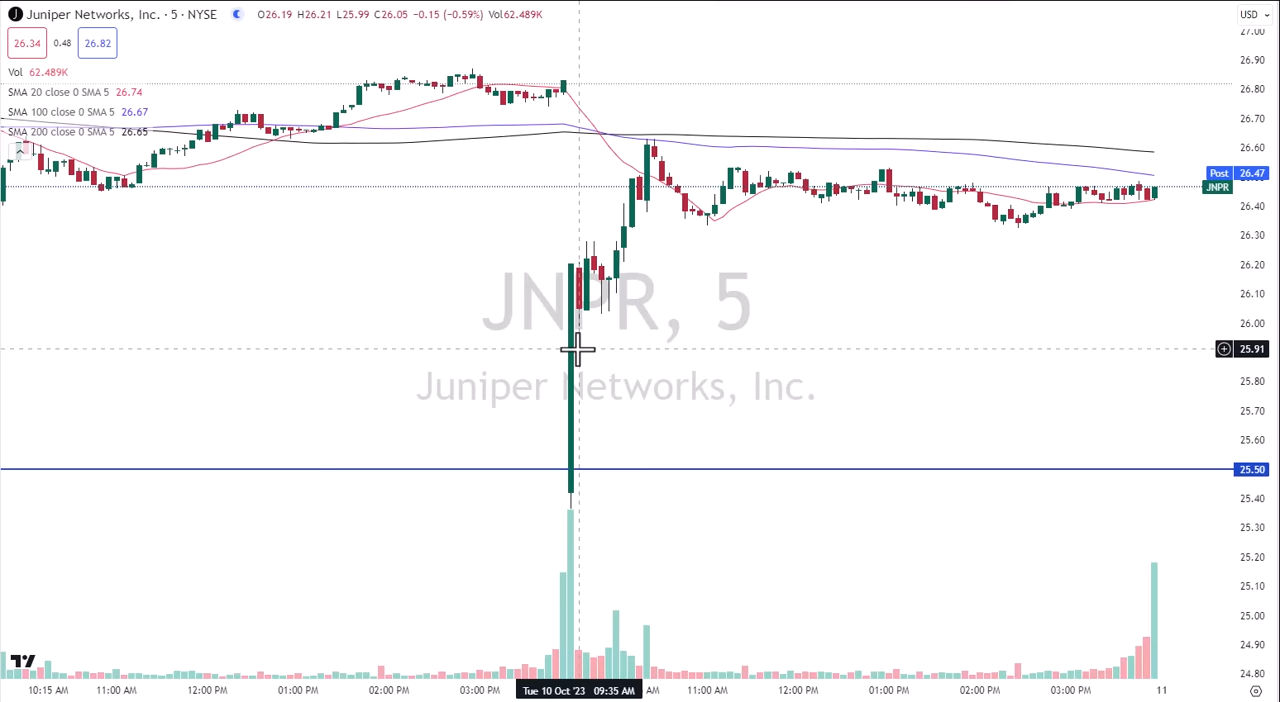 Juniper Networks, Inc. · 5 · NYSE O26.19 H26.21 L25.99 C26.05 −0.15 (−0.59%) Vol62.489K
USD
26.34 0.48 26.82
Vol 62.489K
SMA 20 close 0 SMA 5 26.74
SMA 100 close 0 SMA 5 26.67
SMA 200 close 0 SMA 5 26.65
27.00
26.90
26.80
26.70
26.60
Post 26.47
JNPR
26.40
26.30
26.20
26.10
26.00
25.91
25.80
25.70
25.60
25.50
25.40
25.30
25.20
25.10
25.00
24.90
24.80
JNPR, 5
Juniper Networks, Inc.
10:15 AM 11:00 AM 12:00 PM 01:00 PM 02:00 PM 03:00 PM Tue 10 Oct '23 09:35 AM AM 11:00 AM 12:00 PM 01:00 PM 02:00 PM 03:00 PM 11